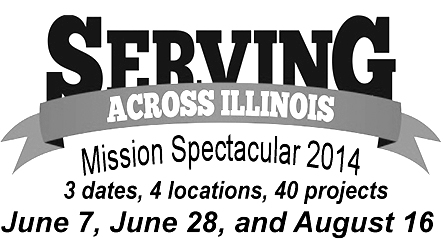 SERVING
ACROSS ILLINOIS
Mission Spectacular 2014
3 dates, 4 locations, 40 projects
June 7, June 28, and August 16